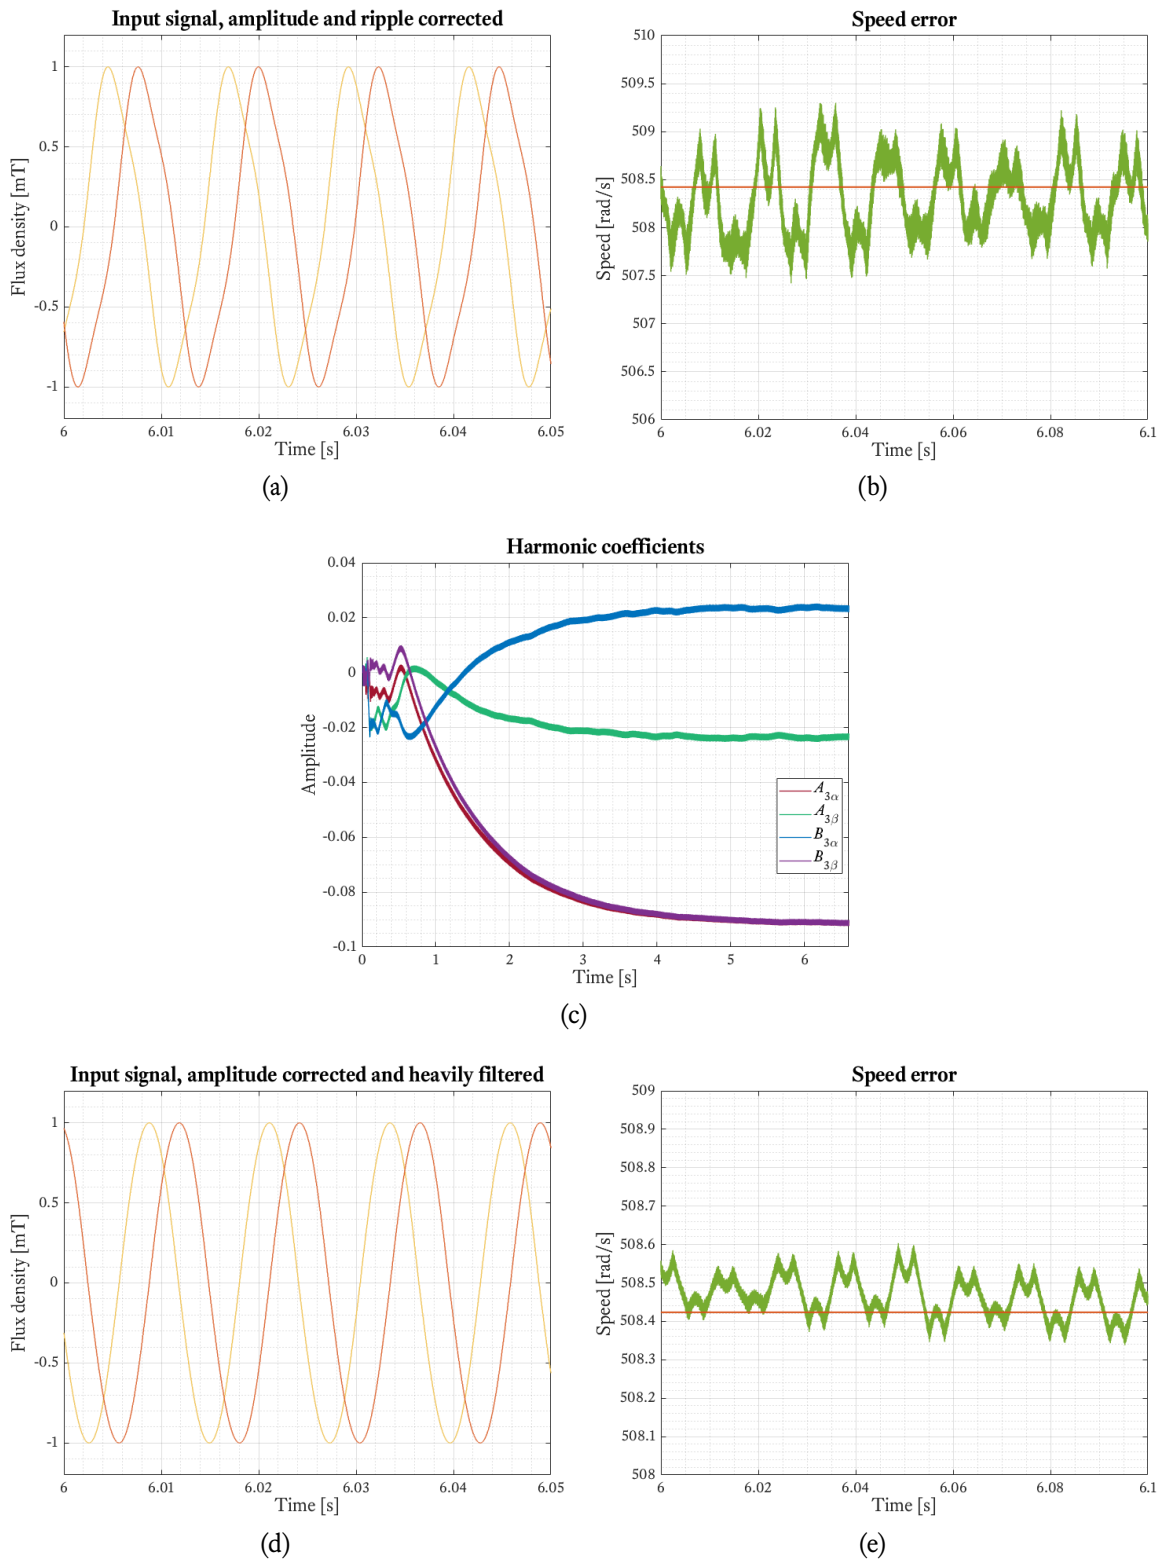 Input signal, amplitude and ripple corrected
Flux density [mT]
1
0.5
0
-0.5
-1
6
6.01
6.02
6.03
6.04
6.05
Time [s]
(a)
Speed error
Speed [rad/s]
510
509.5
509
508.5
508
507.5
507
506.5
506
6
6.02
6.04
6.06
6.08
6.1
Time [s]
(b)
Harmonic coefficients
Amplitude
0.04
0.02
0
-0.02
-0.04
-0.06
-0.08
-0.1
A3α
A3β
B3α
B3β
0
1
2
3
4
5
6
Time [s]
(c)
Input signal, amplitude corrected and heavily filtered
Flux density [mT]
1
0.5
0
-0.5
-1
6
6.01
6.02
6.03
6.04
6.05
Time [s]
(d)
Speed error
Speed [rad/s]
509
508.9
508.8
508.7
508.6
508.5
508.4
508.3
508.2
508.1
508
6
6.02
6.04
6.06
6.08
6.1
Time [s]
(e)